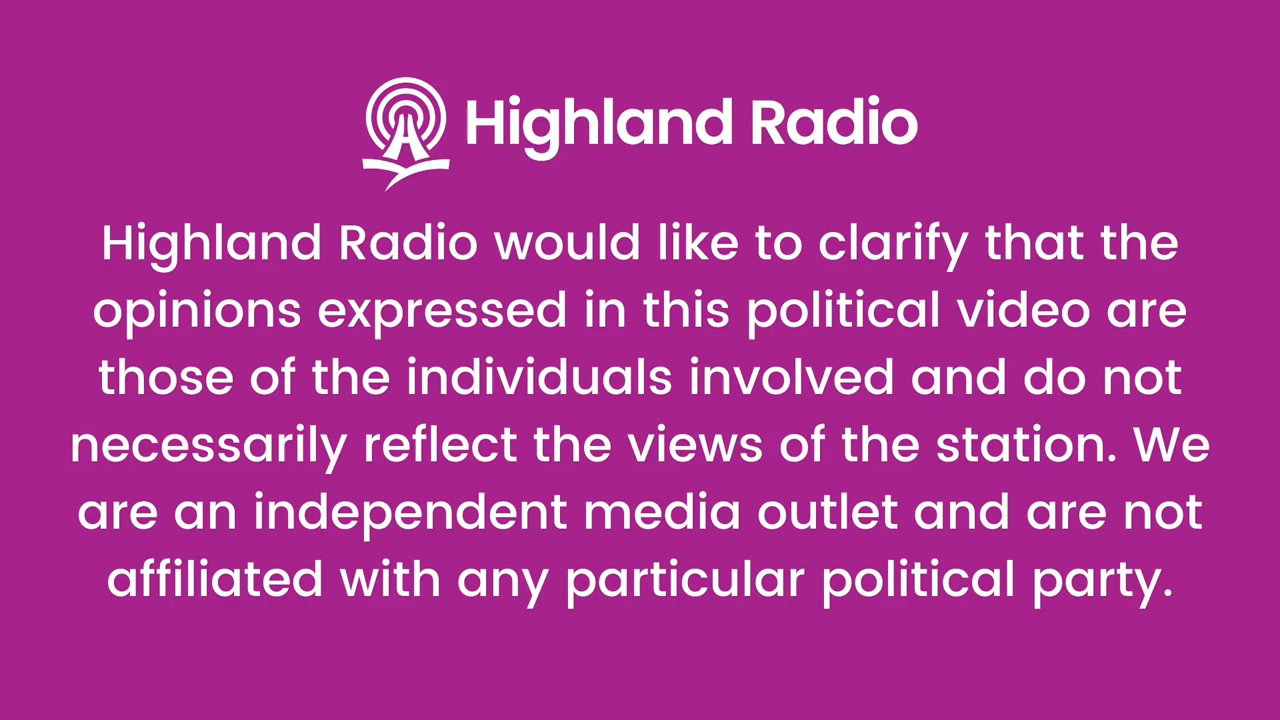 Highland Radio
Highland Radio would like to clarify that the
opinions expressed in this political video are
those of the individuals involved and do not
necessarily reflect the views of the station. We
are an independent media outlet and are not
affiliated with any particular political party.